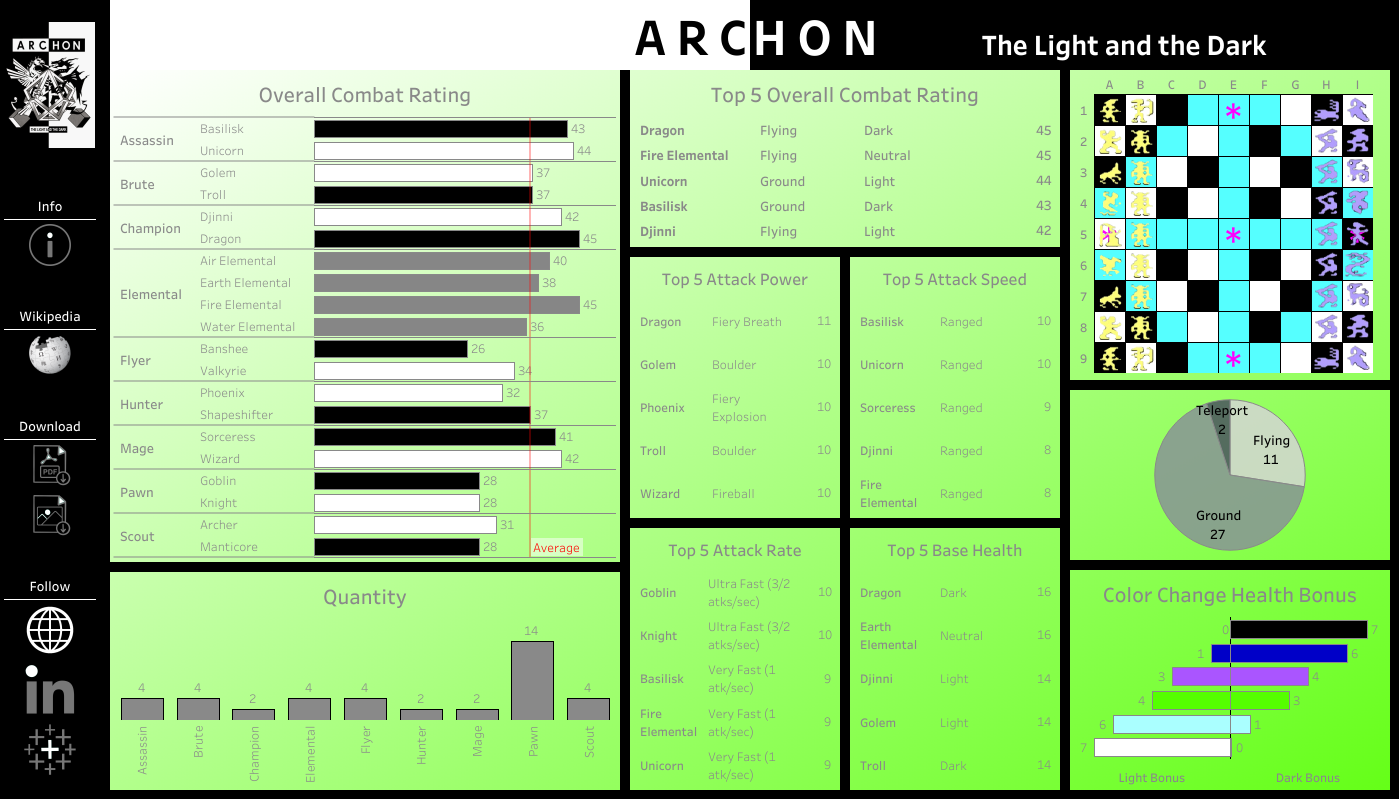 ARCHON
The Light and the Dark
ARCHON
THE LIGHT AND THE DARK
Info
Wikipedia
Download
PDF
Follow
in
Overall Combat Rating
Assassin
Basilisk 43
Unicorn 44
Brute
Golem 37
Troll 37
Champion
Djinni 42
Dragon 45
Elemental
Air Elemental 40
Earth Elemental 38
Fire Elemental 45
Water Elemental 36
Flyer
Banshee 26
Valkyrie 34
Hunter
Phoenix 32
Shapeshifter 37
Mage
Sorceress 41
Wizard 42
Pawn
Goblin 28
Knight 28
Scout
Archer 31
Manticore 28
Average
Quantity
4 4 2 4 4 2 2 14 4
Assassin Brute Champion Elemental Flyer Hunter Mage Pawn Scout
Top 5 Overall Combat Rating
Dragon Flying Dark 45
Fire Elemental Flying Neutral 45
Unicorn Ground Light 44
Basilisk Ground Dark 43
Djinni Flying Light 42
Top 5 Attack Power
Dragon Fiery Breath 11
Golem Boulder 10
Phoenix Fiery Explosion 10
Troll Boulder 10
Wizard Fireball 10
Top 5 Attack Speed
Basilisk Ranged 10
Unicorn Ranged 10
Sorceress Ranged 9
Djinni Ranged 8
Fire Elemental Ranged 8
Top 5 Attack Rate
Goblin Ultra Fast (3/2 atks/sec) 10
Knight Ultra Fast (3/2 atks/sec) 10
Basilisk Very Fast (1 atk/sec) 9
Fire Elemental Very Fast (1 atk/sec) 9
Unicorn Very Fast (1 atk/sec) 9
Top 5 Base Health
Dragon Dark 16
Earth Elemental Neutral 16
Djinni Light 14
Golem Light 14
Troll Dark 14
A B C D E F G H I
1
2
3
4
5
6
7
8
9
Teleport
2
Flying
11
Ground
27
Color Change Health Bonus
0 7
1 6
3 4
4 3
6 1
7 0
Light Bonus Dark Bonus